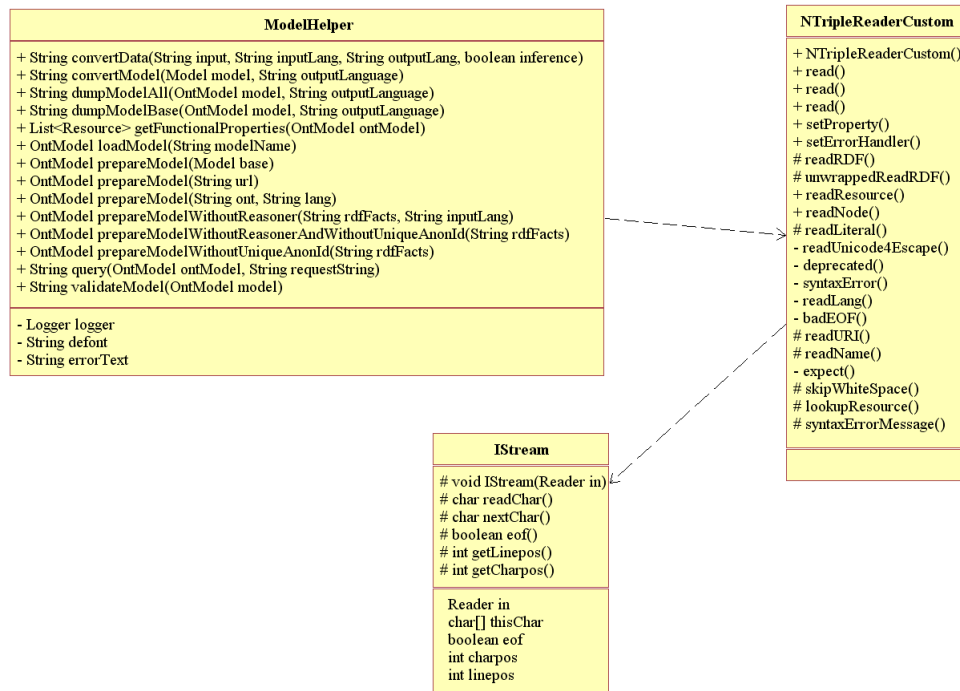 ModelHelper
+ String convertData(String input, String inputLang, String outputLang, boolean inference)
+ String convertModel(Model model, String outputLanguage)
+ String dumpModelAll(OntModel model, String outputLanguage)
+ String dumpModelBase(OntModel model, String outputLanguage)
+ List<Resource> getFunctionalProperties(OntModel ontModel)
+ OntModel loadModel(String modelName)
+ OntModel prepareModel(Model base)
+ OntModel prepareModel(String url)
+ OntModel prepareModel(String ont, String lang)
+ OntModel prepareModelWithoutReasoner(String rdfFacts, String inputLang)
+ OntModel prepareModelWithoutReasonerAndWithoutUniqueAnonId(String rdfFacts)
+ OntModel prepareModelWithoutUniqueAnonId(String rdfFacts)
+ String query(OntModel ontModel, String requestString)
+ String validateModel(OntModel model)
- Logger logger
- String defont
- String errorText
NTripleReaderCustom
+ NTripleReaderCustom()
+ read()
+ read()
+ read()
+ setProperty()
+ setErrorHandler()
# readRDF()
# unwrappedReadRDF()
+ readResource()
+ readNode()
# readLiteral()
- readUnicode4Escape()
- deprecated()
- syntaxError()
- readLang()
- badEOF()
# readURI()
# readName()
- expect()
# skipWhiteSpace()
# lookupResource()
# syntaxErrorMessage()
IStream
# void IStream(Reader in)
# char readChar()
# char nextChar()
# boolean eof()
# int getLinepos()
# int getCharpos()
Reader in
char[] thisChar
boolean eof
int charpos
int linepos